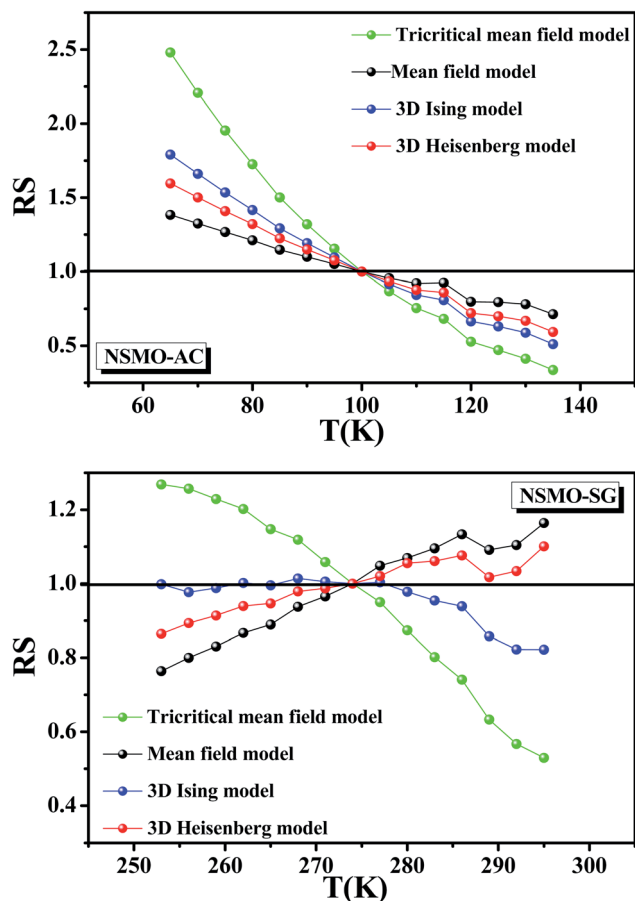 2.5
2.0
1.5
1.0
0.5
RS
Tricritical mean field model
Mean field model
3D Ising model
3D Heisenberg model
NSMO-AC
60 80 100 120 140
T(K)
1.2
1.0
0.8
0.6
0.4
RS
NSMO-SG
Tricritical mean field model
Mean field model
3D Ising model
3D Heisenberg model
250 260 270 280 290 300
T(K)